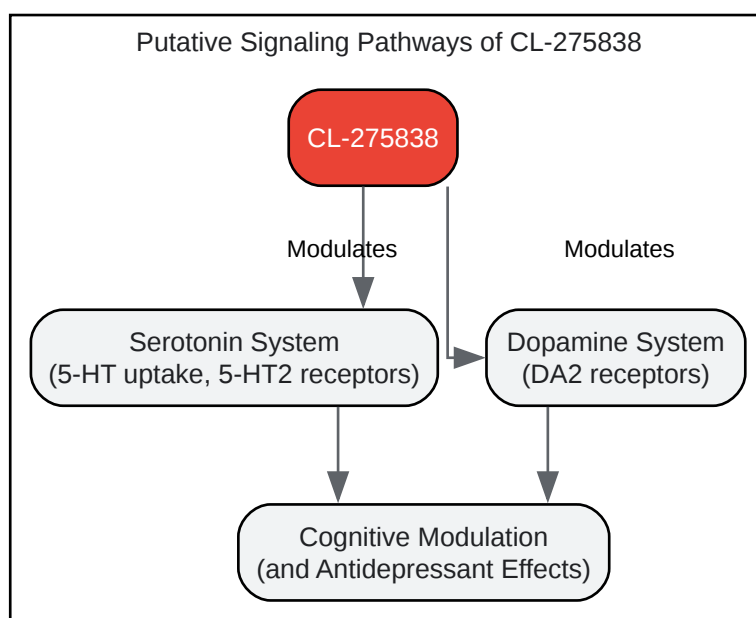 Putative Signaling Pathways of CL-275838
CL-275838
Modulates
Modulates
Serotonin System
(5-HT uptake, 5-HT2 receptors)
Dopamine System
(DA2 receptors)
Cognitive Modulation
(and Antidepressant Effects)